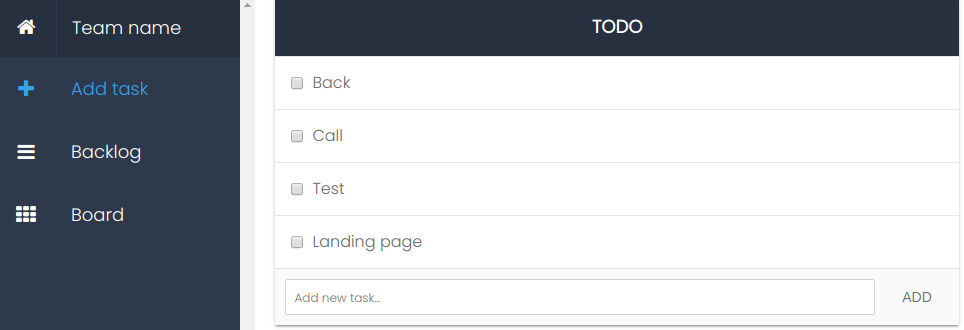 Team name
Add task
Backlog
Board
TODO
Back
Call
Test
Landing page
Add new task...
ADD